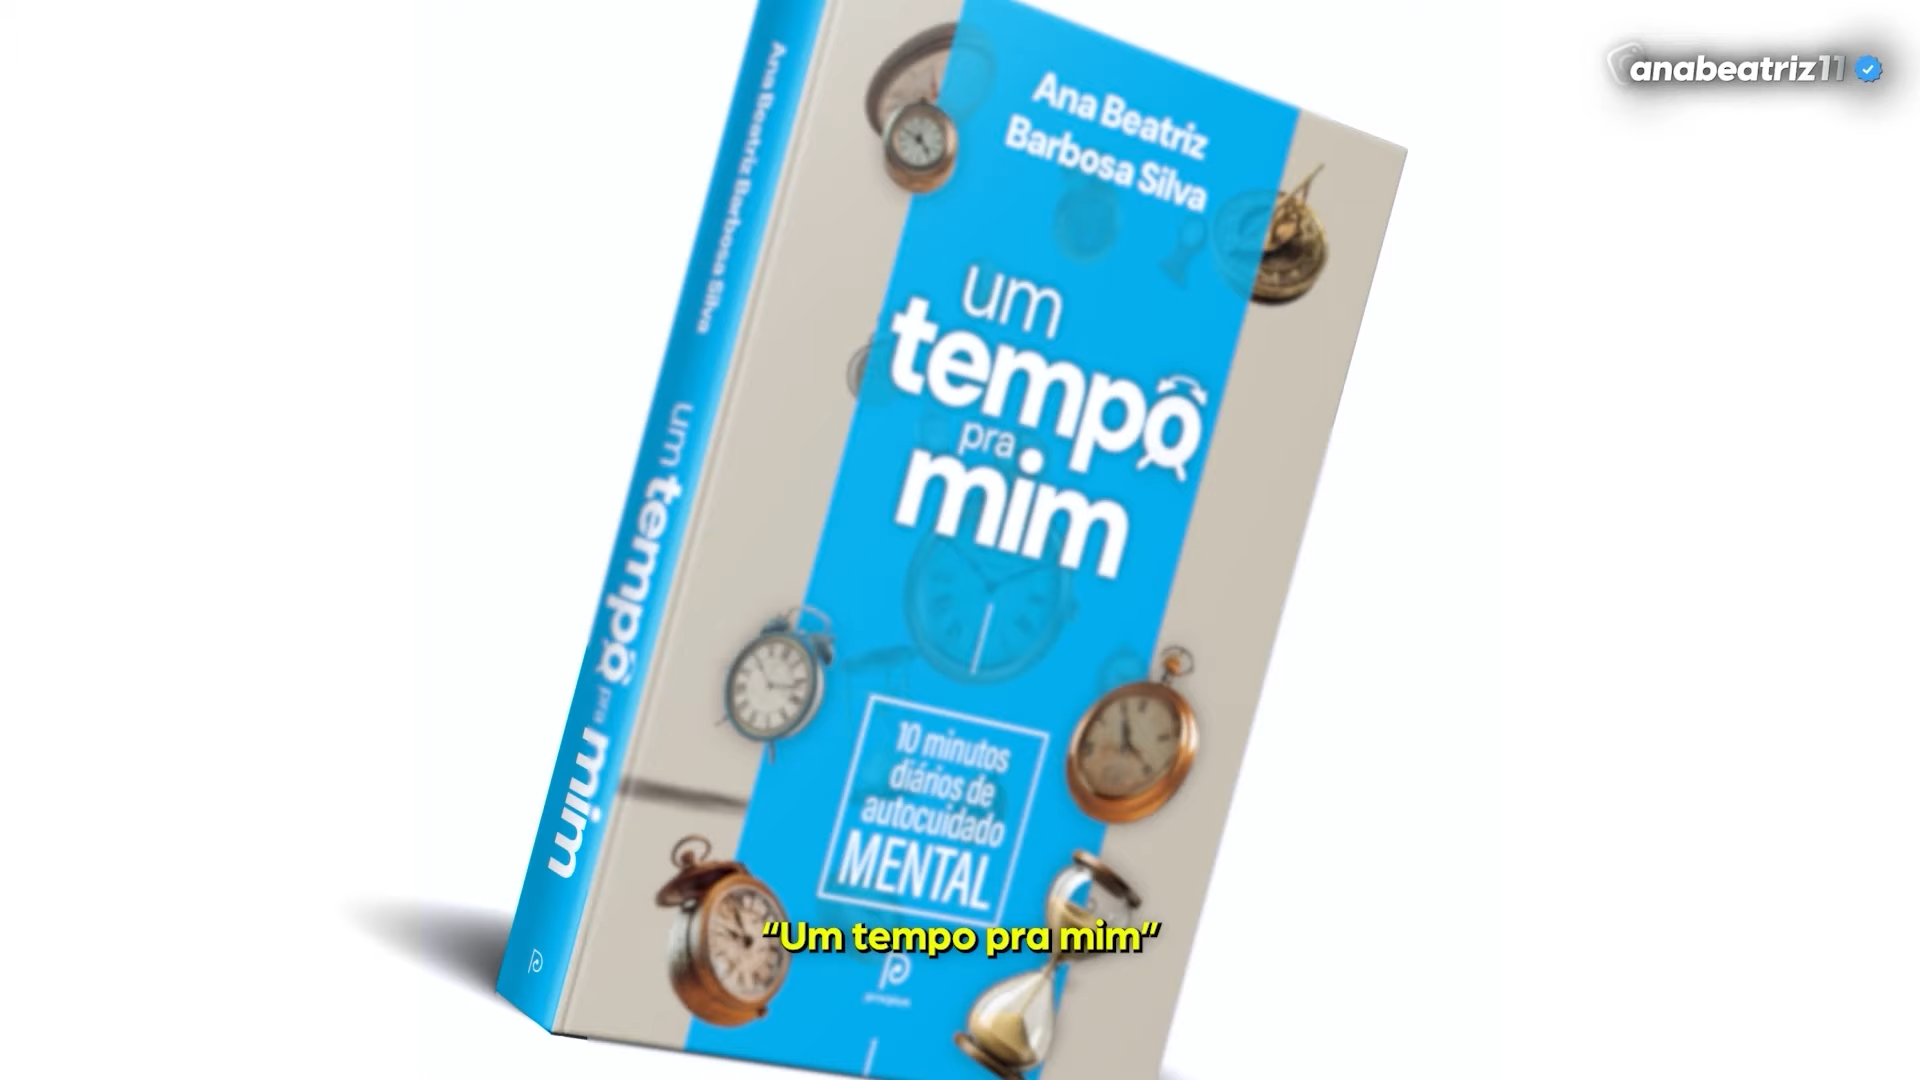 anabeatriz11
Ana Beatriz
Barbosa Silva
um
tempo
pra
mim
10 minutos
diários de
autocuidado
MENTAL
Ana Beatriz Barbosa Silva
um tempo pra mim
“Um tempo pra mim”